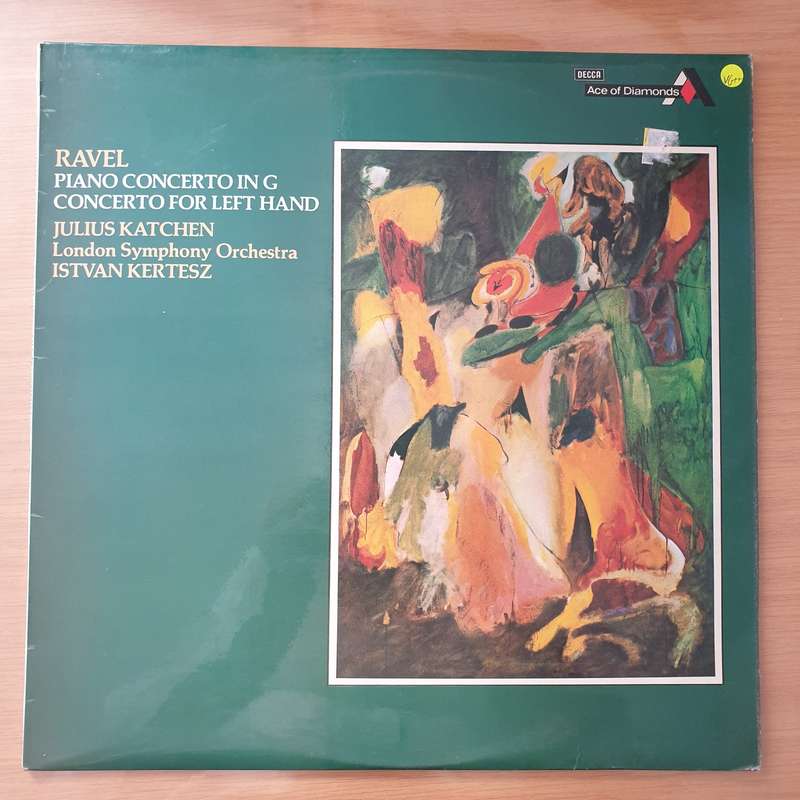 DECCA
Ace of Diamonds
VG++
RAVEL
PIANO CONCERTO IN G
CONCERTO FOR LEFT HAND
JULIUS KATCHEN
London Symphony Orchestra
ISTVAN KERTESZ